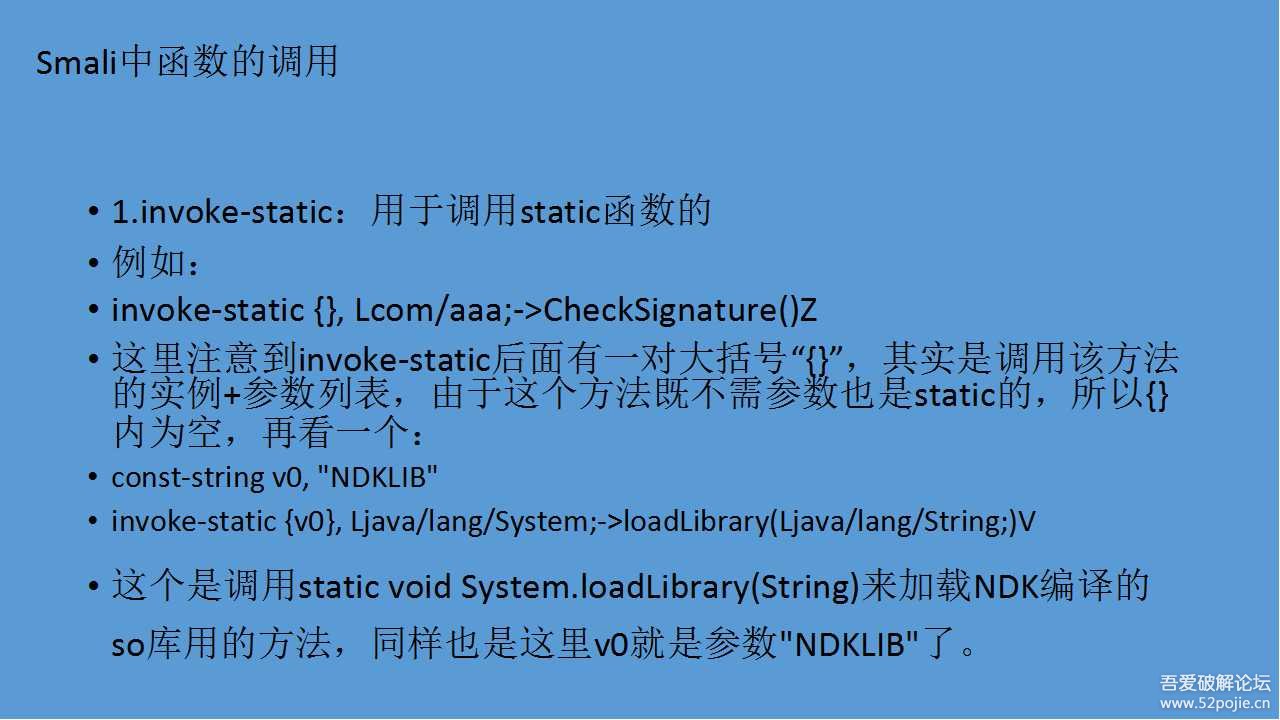 Smali中函数的调用
• 1.invoke-static：用于调用static函数的
• 例如：
• invoke-static {}, Lcom/aaa;->CheckSignature()Z
• 这里注意到invoke-static后面有一对大括号“{}”，其实是调用该方法
的实例+参数列表，由于这个方法既不需参数也是static的，所以{}
内为空，再看一个：
• const-string v0, "NDKLIB"
• invoke-static {v0}, Ljava/lang/System;->loadLibrary(Ljava/lang/String;)V
• 这个是调用static void System.loadLibrary(String)来加载NDK编译的
so库用的方法，同样也是这里v0就是参数"NDKLIB"了。
吾爱破解论坛
www.52pojie.cn